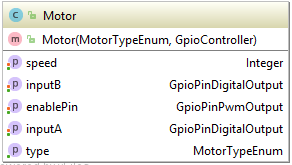 C Motor
m Motor(MotorTypeEnum, GpioController)
p speed Integer
p inputB GpioPinDigitalOutput
p enablePin GpioPinPwmOutput
p inputA GpioPinDigitalOutput
p type MotorTypeEnum